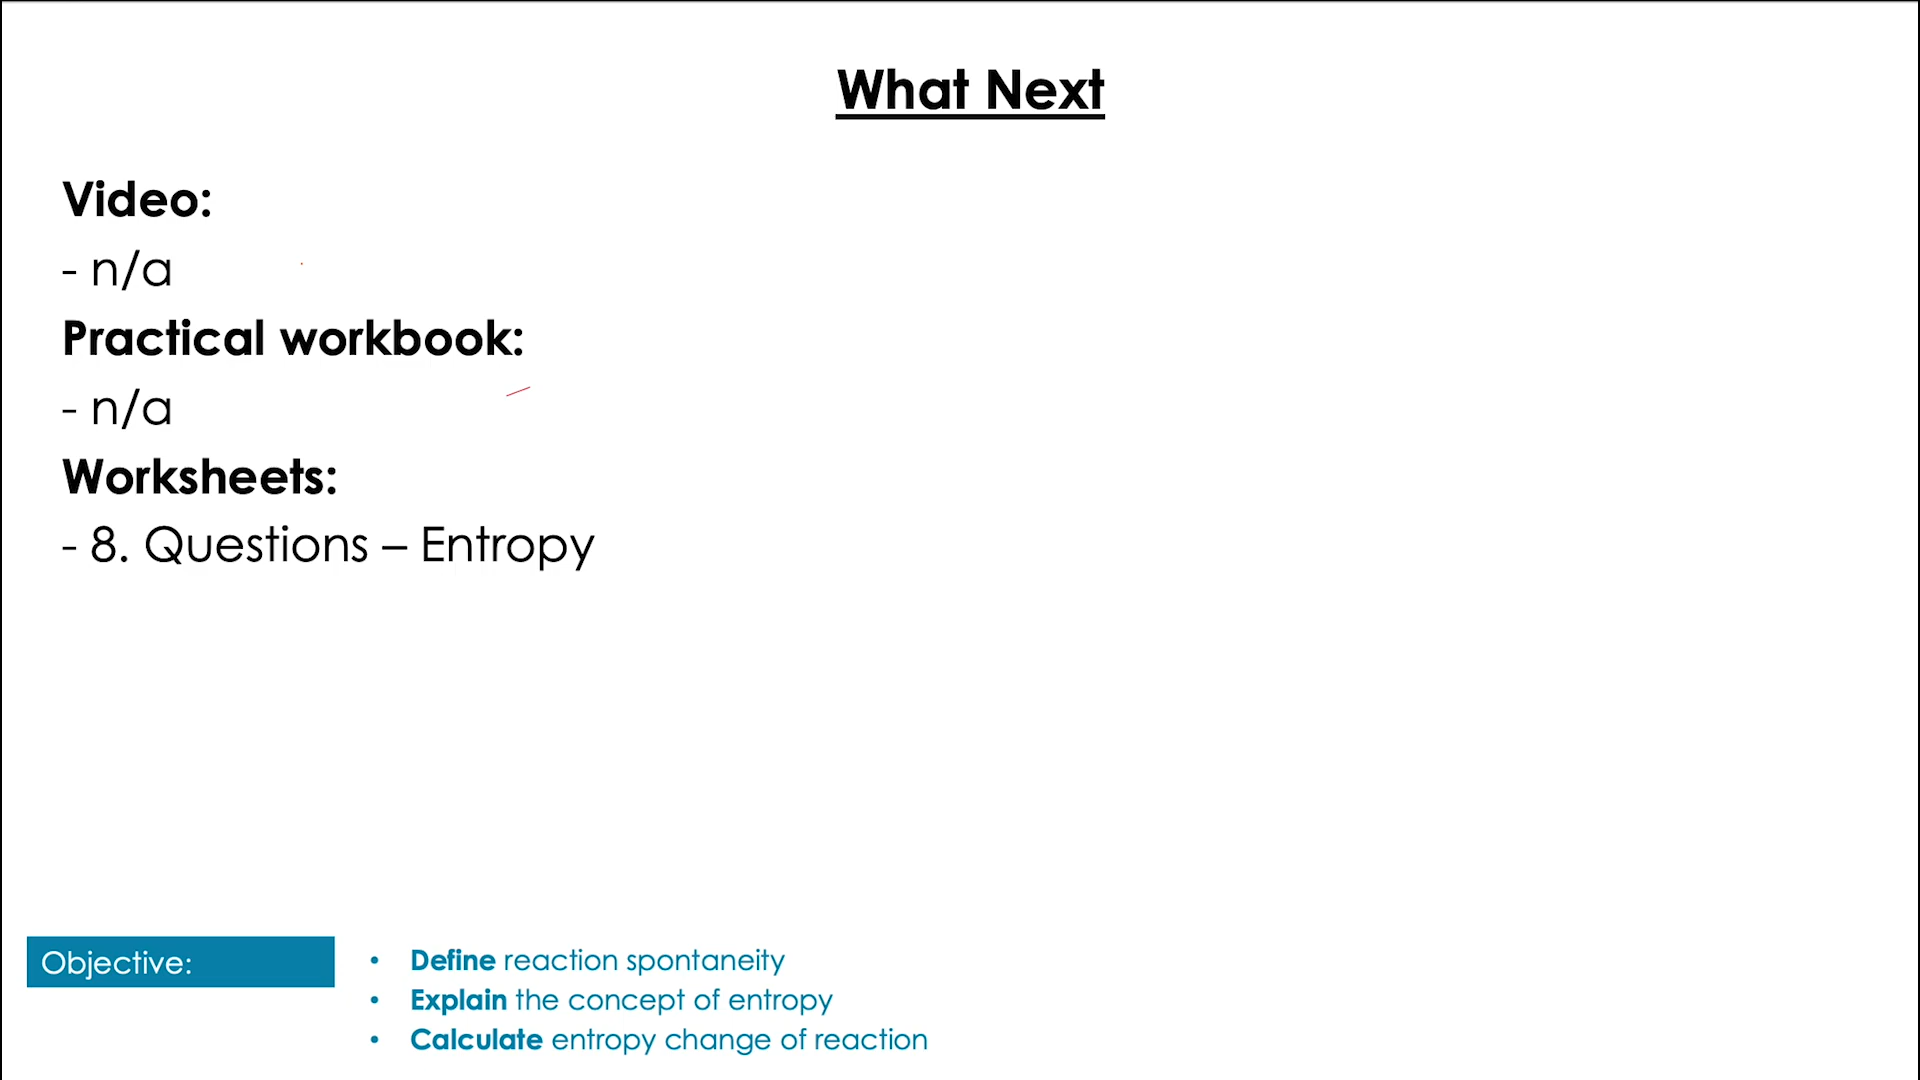 What Next
Video:
- n/a
Practical workbook:
- n/a
Worksheets:
- 8. Questions – Entropy
Objective:
• Define reaction spontaneity
• Explain the concept of entropy
• Calculate entropy change of reaction